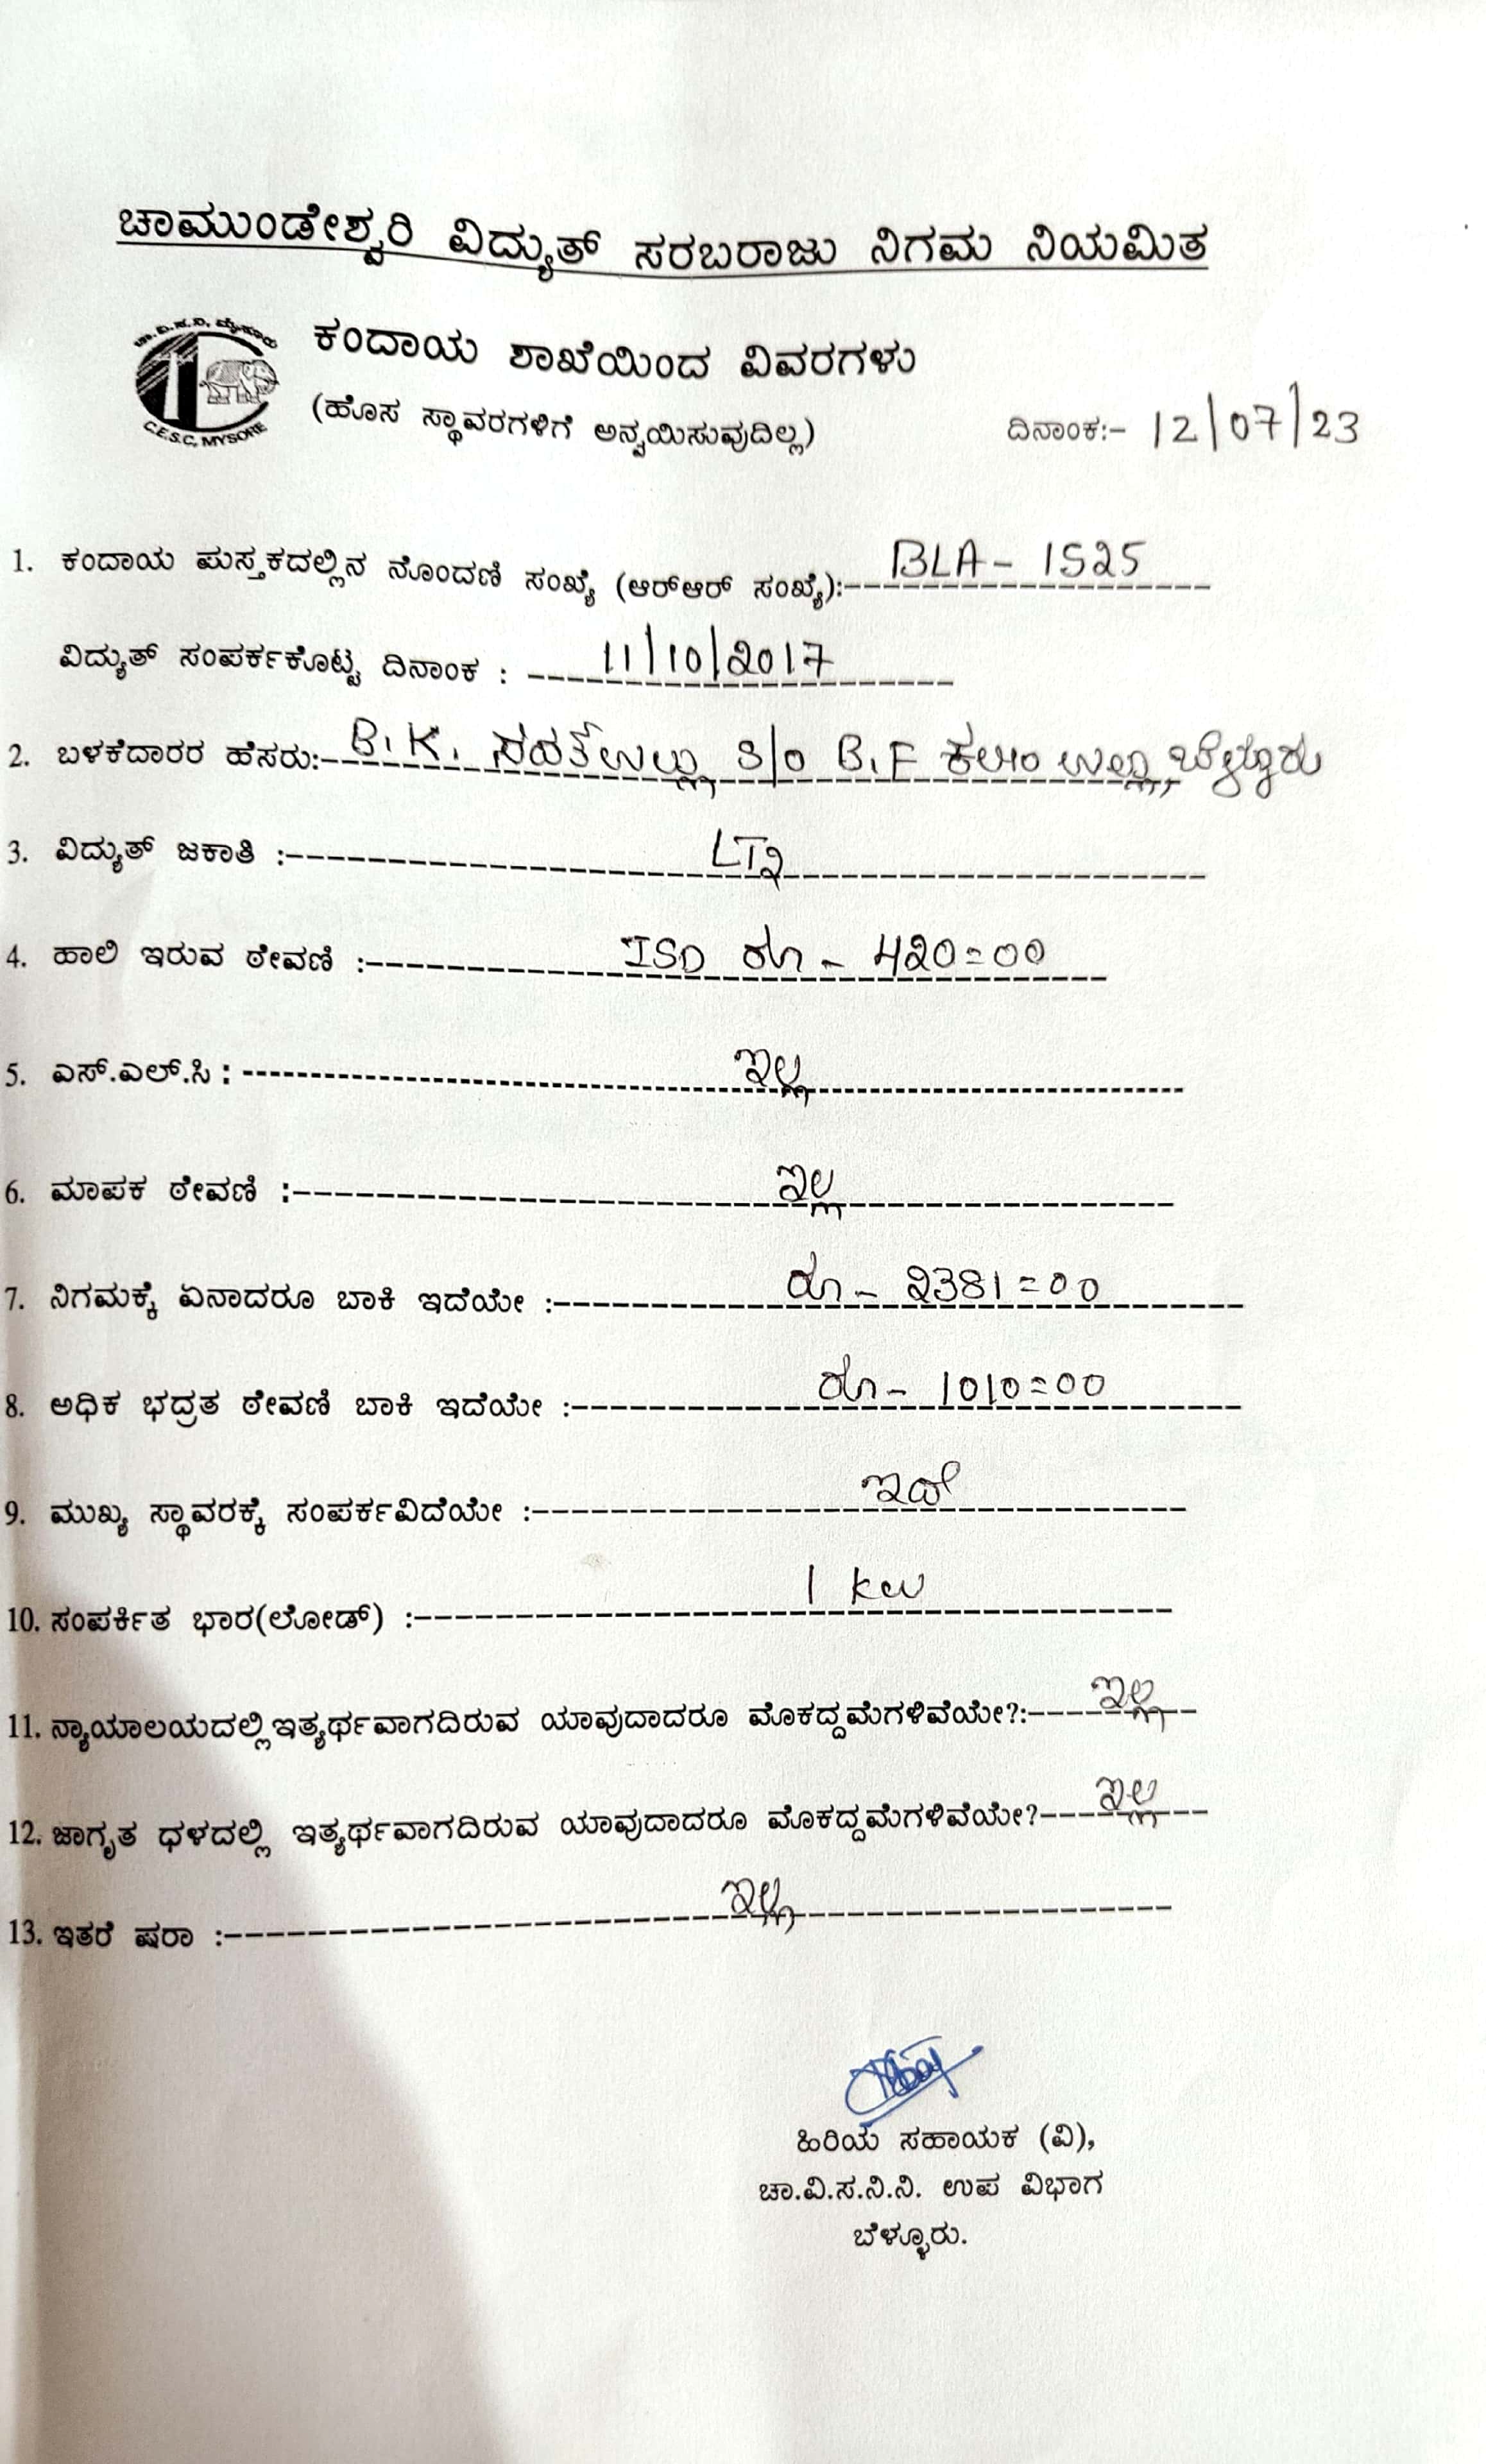 ಚಾಮುಂಡೇಶ್ವರಿ ವಿದ್ಯುತ್ ಸರಬರಾಜು ನಿಗಮ ನಿಯಮಿತ
ಚಾ.ವಿ.ಸ.ನಿ, ಮೈಸೂರು
C.E.S.C, MYSORE
ಕಂದಾಯ ಶಾಖೆಯಿಂದ ವಿವರಗಳು
(ಹೊಸ ಸ್ಥಾವರಗಳಿಗೆ ಅನ್ವಯಿಸುವುದಿಲ್ಲ)
ದಿನಾಂಕ:- 12/07/23
1. ಕಂದಾಯ ಪುಸ್ತಕದಲ್ಲಿನ ನೊಂದಣಿ ಸಂಖ್ಯೆ (ಆರ್ಆರ್ ಸಂಖ್ಯೆ):- BLA - 1525
ವಿದ್ಯುತ್ ಸಂಪರ್ಕಕೊಟ್ಟ ದಿನಾಂಕ : 11/10/2017
2. ಬಳಕೆದಾರರ ಹೆಸರು:- B.K. S/o B.F ಬೆಳ್ಳೂರು
3. ವಿದ್ಯುತ್ ಜಕಾತಿ :- LT2
4. ಹಾಲಿ ಇರುವ ಠೇವಣಿ :- ISD ರೂ - 420=00
5. ಎಸ್.ಎಲ್.ಸಿ : ಇಲ್ಲ
6. ಮಾಪಕ ಠೇವಣಿ :- ಇಲ್ಲ
7. ನಿಗಮಕ್ಕೆ ಏನಾದರೂ ಬಾಕಿ ಇದೆಯೇ :- ರೂ - 2381=00
8. ಅಧಿಕ ಭದ್ರತ ಠೇವಣಿ ಬಾಕಿ ಇದೆಯೇ :- ರೂ - 1010=00
9. ಮುಖ್ಯ ಸ್ಥಾವರಕ್ಕೆ ಸಂಪರ್ಕವಿದೆಯೇ :- ಇದೆ
10. ಸಂಪರ್ಕಿತ ಭಾರ(ಲೋಡ್) :- 1 kw
11. ನ್ಯಾಯಾಲಯದಲ್ಲಿ ಇತ್ಯರ್ಥವಾಗದಿರುವ ಯಾವುದಾದರೂ ಮೊಕದ್ದಮೆಗಳಿವೆಯೇ?:- ಇಲ್ಲ
12. ಜಾಗೃತ ಧಳದಲ್ಲಿ ಇತ್ಯರ್ಥವಾಗದಿರುವ ಯಾವುದಾದರೂ ಮೊಕದ್ದಮೆಗಳಿವೆಯೇ? ಇಲ್ಲ
13. ಇತರೆ ಷರಾ :- ಇಲ್ಲ
ಹಿರಿಯ ಸಹಾಯಕ (ವಿ),
ಚಾ.ವಿ.ಸ.ನಿ.ನಿ. ಉಪ ವಿಭಾಗ
ಬೆಳ್ಳೂರು.